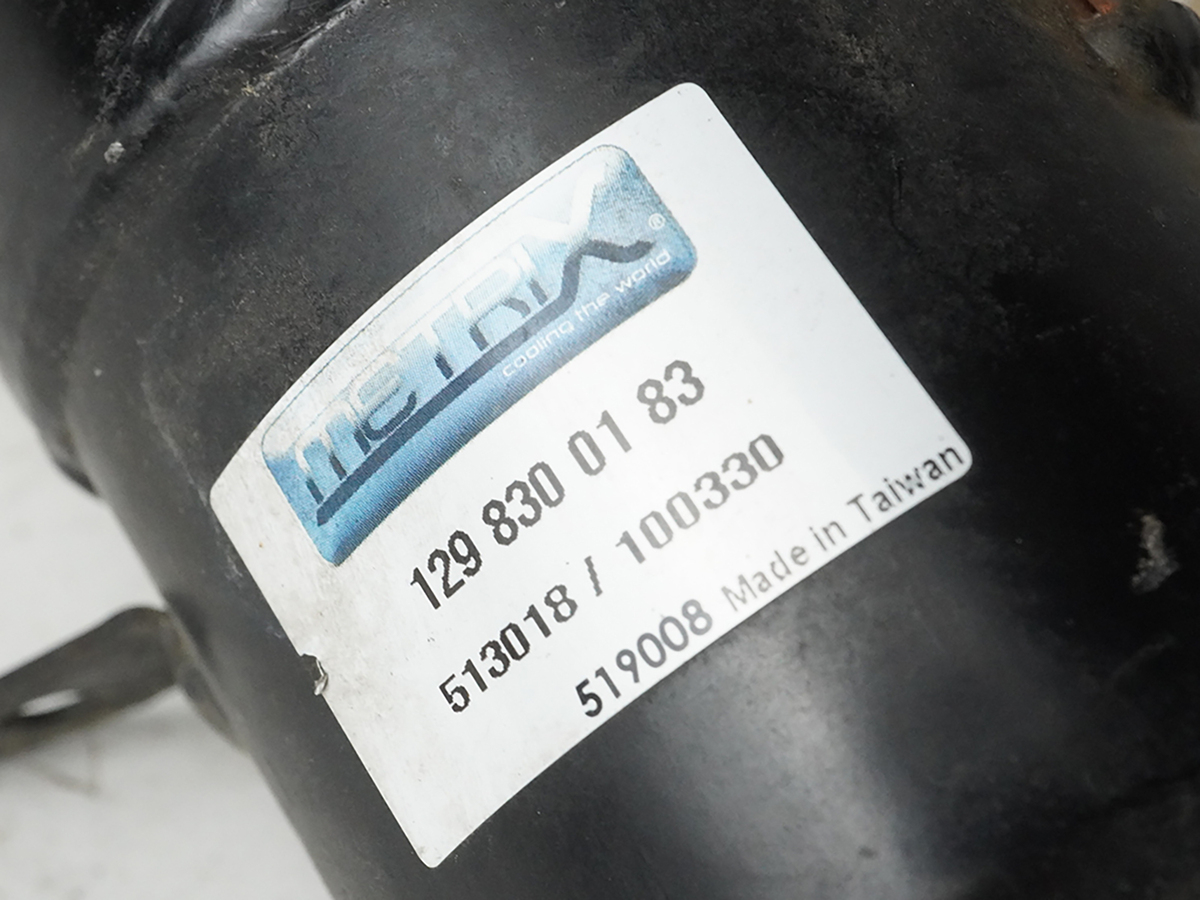 METRIX®
cooling the world
129 830 01 83
513018 / 100330
519008 Made in Taiwan